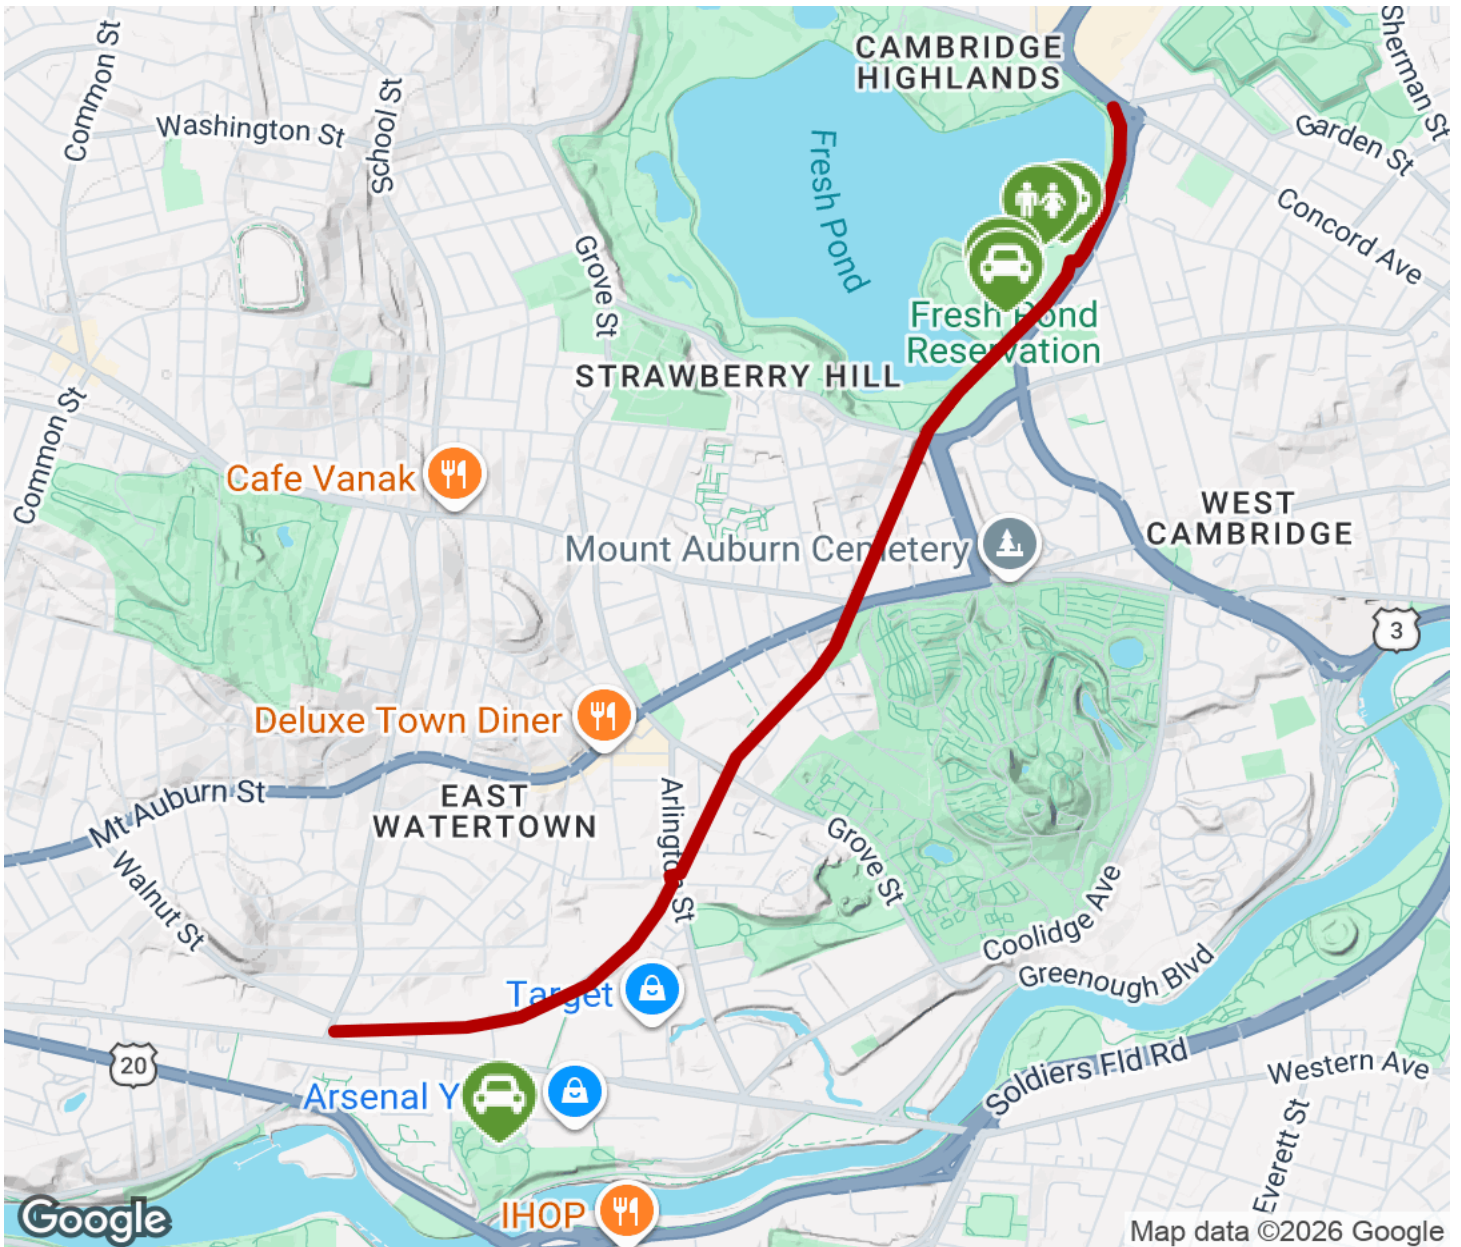 CAMBRIDGE
HIGHLANDS
Sherman St
Common St
School St
Washington St
Garden St
Fresh Pond
Concord Ave
Grove St
Fresh Pond
Reservation
STRAWBERRY HILL
Common St
Cafe Vanak
WEST
CAMBRIDGE
Mount Auburn Cemetery
3
Deluxe Town Diner
Mt Auburn St
EAST
WATERTOWN
Arlington St
Grove St
Walnut St
Coolidge Ave
Greenough Blvd
Target
20
Soldiers Fld Rd
Western Ave
Arsenal Y
Everett St
IHOP
Google
Map data ©2026 Google